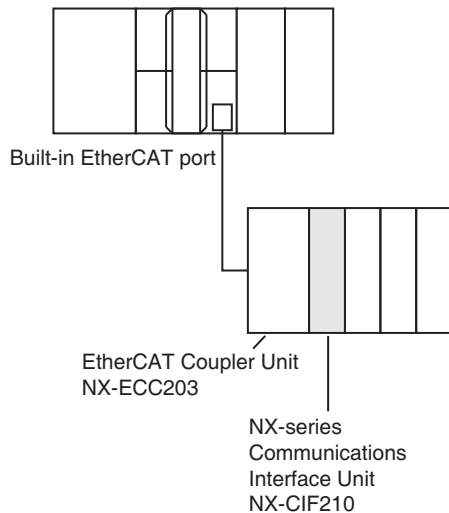 Built-in EtherCAT port
EtherCAT Coupler Unit
NX-ECC203
NX-series
Communications
Interface Unit
NX-CIF210